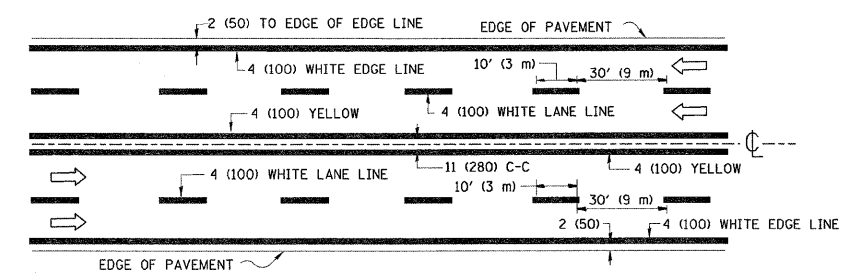 2 (50) TO EDGE OF EDGE LINE
EDGE OF PAVEMENT
4 (100) WHITE EDGE LINE
10' (3 m)
30' (9 m)
4 (100) YELLOW
4 (100) WHITE LANE LINE
℄
4 (100) WHITE LANE LINE
11 (280) C-C
4 (100) YELLOW
10' (3 m)
30' (9 m)
2 (50)
4 (100) WHITE EDGE LINE
EDGE OF PAVEMENT